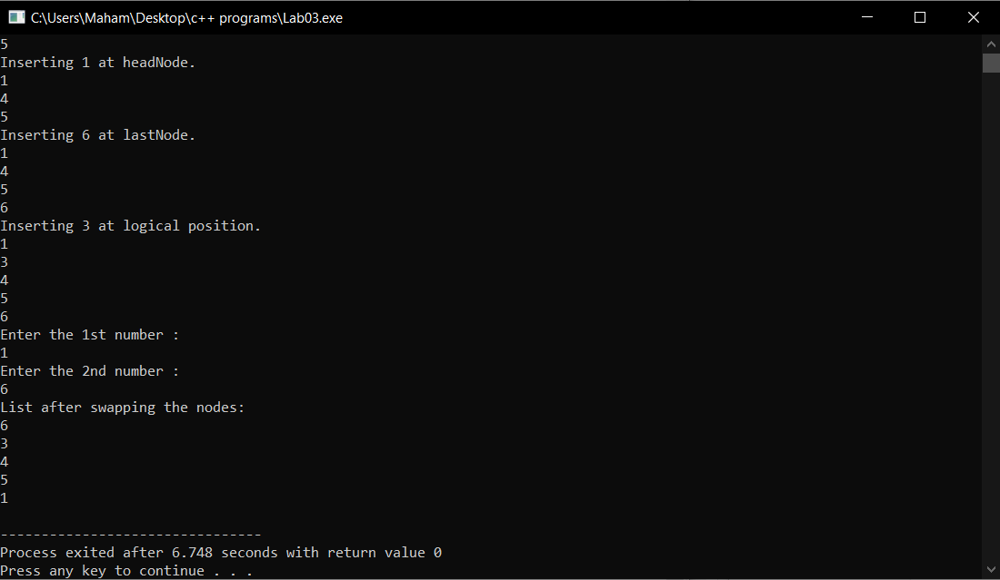 C:\Users\Maham\Desktop\c++ programs\Lab03.exe
5
Inserting 1 at headNode.
1
4
5
Inserting 6 at lastNode.
1
4
5
6
Inserting 3 at logical position.
1
3
4
5
6
Enter the 1st number :
1
Enter the 2nd number :
6
List after swapping the nodes:
6
3
4
5
1
--------------------------------
Process exited after 6.748 seconds with return value 0
Press any key to continue . . .